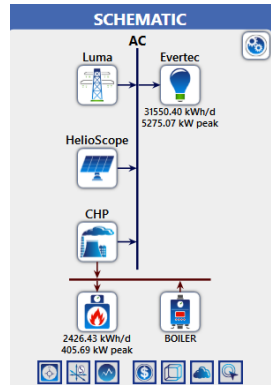 SCHEMATIC
AC
Luma
Evertec
31550.40 kWh/d
5275.07 kW peak
HelioScope
CHP
2426.43 kWh/d
405.69 kW peak
BOILER